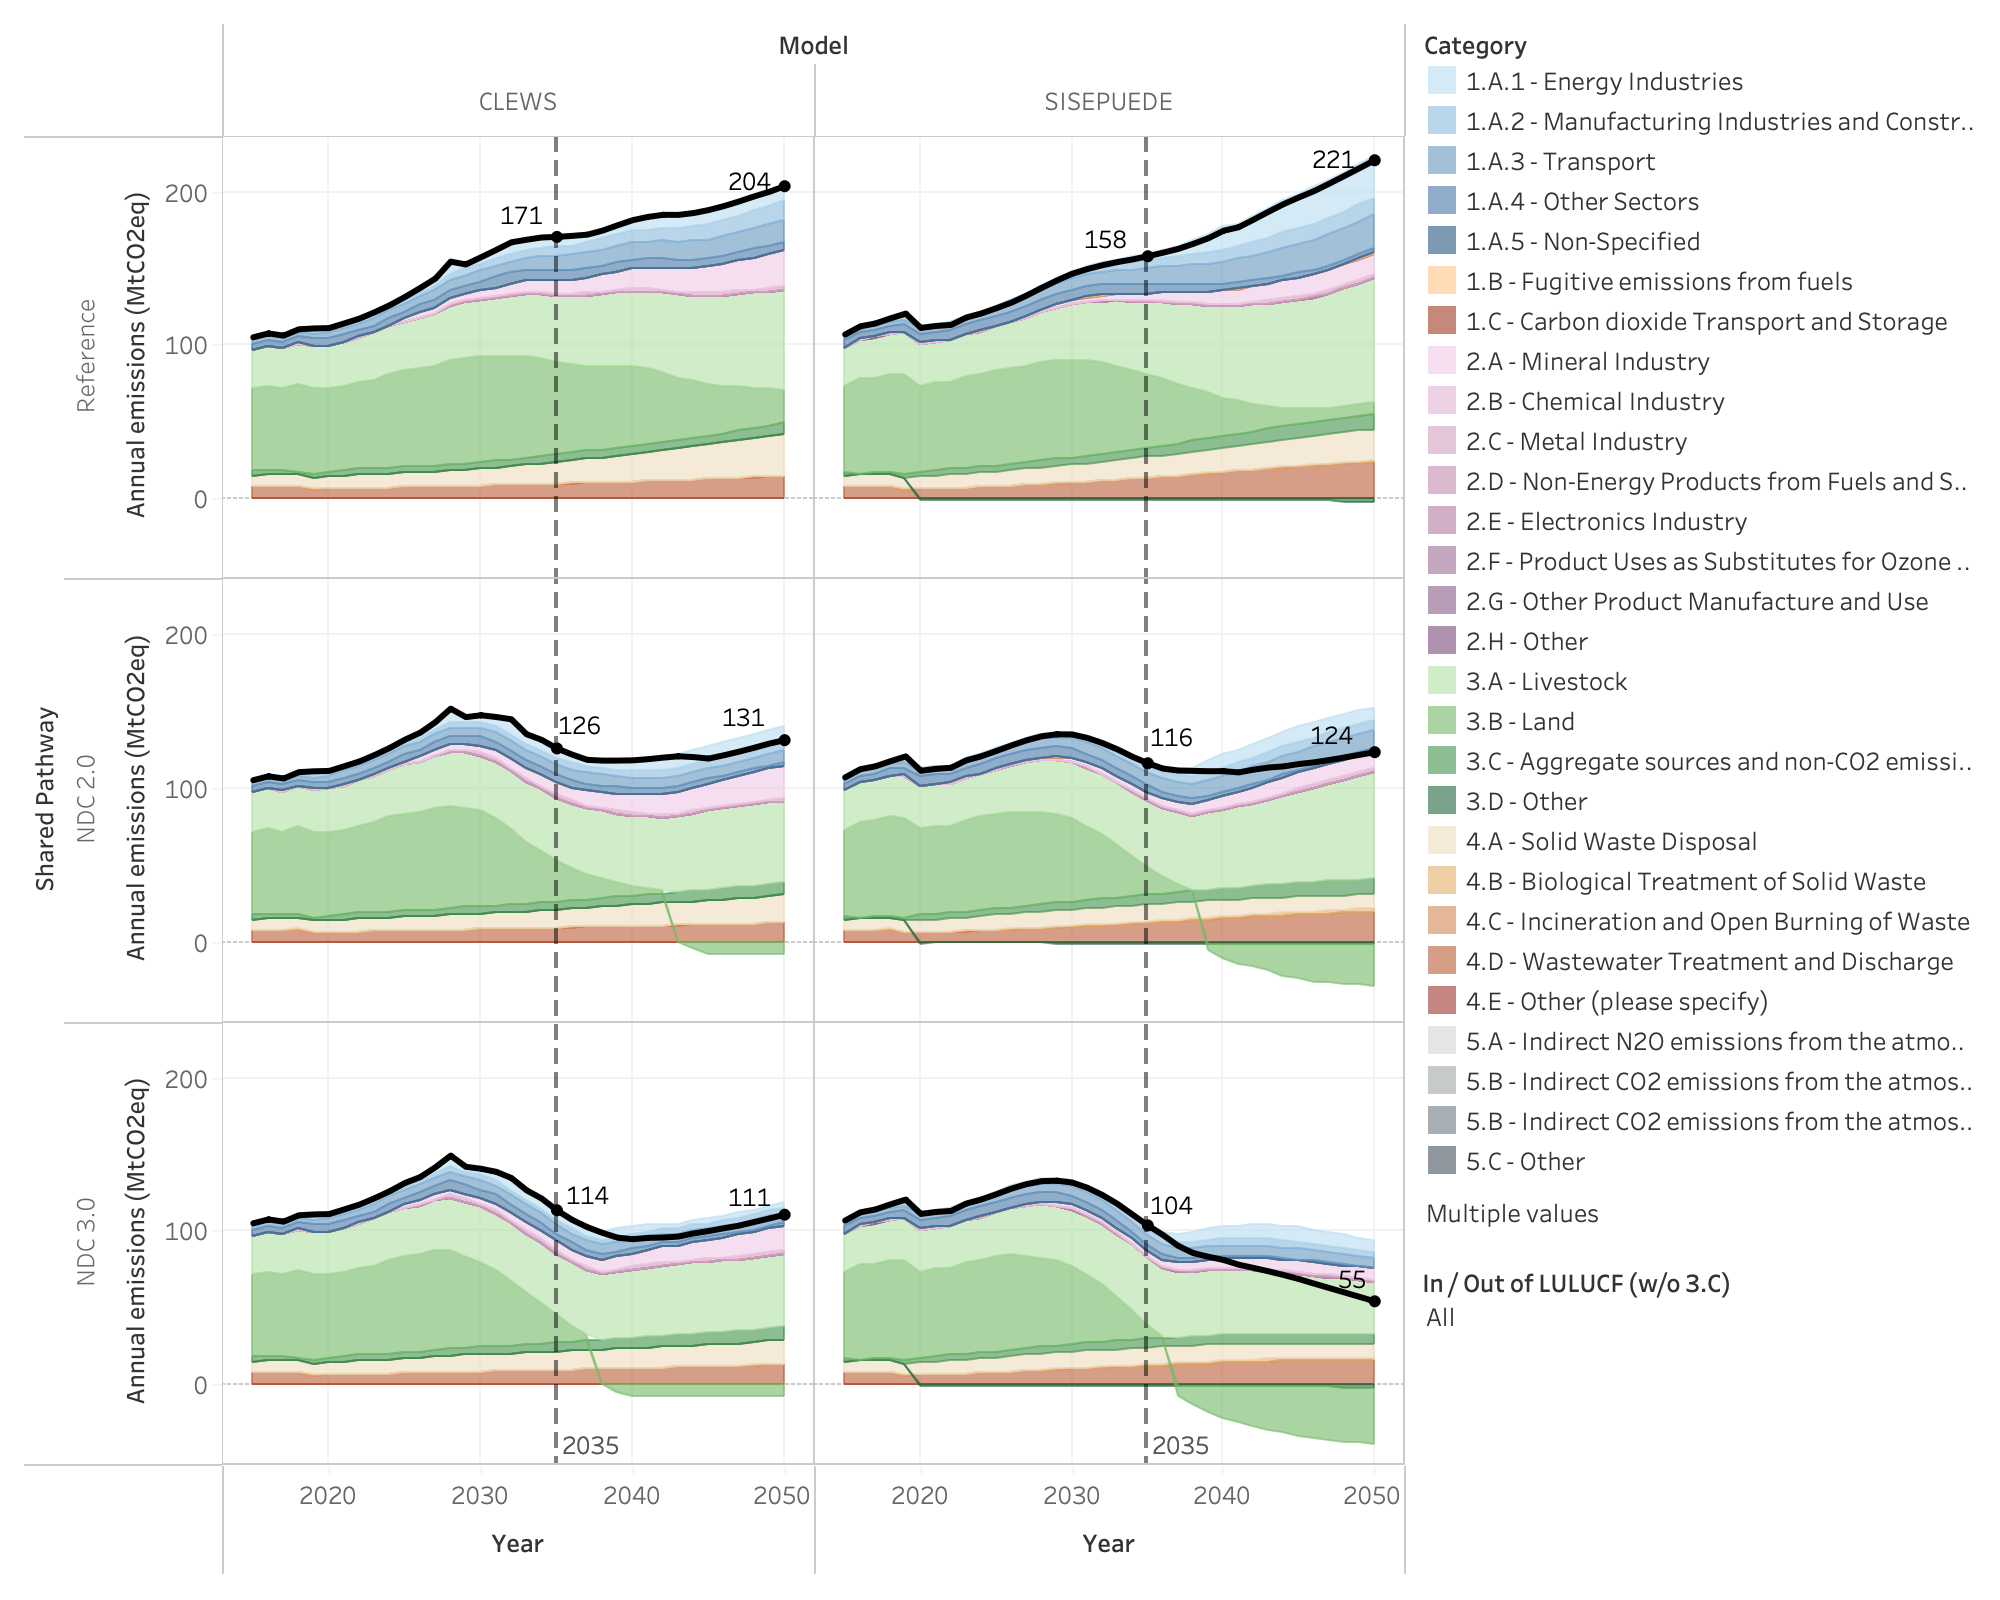 Model
CLEWS
SISEPUEDE
Shared Pathway
Reference
Annual emissions (MtCO2eq)
200
100
0
171
204
158
221
NDC 2.0
Annual emissions (MtCO2eq)
200
100
0
126
131
116
124
NDC 3.0
Annual emissions (MtCO2eq)
200
100
0
114
111
104
55
2035
2035
2020
2030
2040
2050
2020
2030
2040
2050
Year
Year
Category
1.A.1 - Energy Industries
1.A.2 - Manufacturing Industries and Constr..
1.A.3 - Transport
1.A.4 - Other Sectors
1.A.5 - Non-Specified
1.B - Fugitive emissions from fuels
1.C - Carbon dioxide Transport and Storage
2.A - Mineral Industry
2.B - Chemical Industry
2.C - Metal Industry
2.D - Non-Energy Products from Fuels and S..
2.E - Electronics Industry
2.F - Product Uses as Substitutes for Ozone ..
2.G - Other Product Manufacture and Use
2.H - Other
3.A - Livestock
3.B - Land
3.C - Aggregate sources and non-CO2 emissi..
3.D - Other
4.A - Solid Waste Disposal
4.B - Biological Treatment of Solid Waste
4.C - Incineration and Open Burning of Waste
4.D - Wastewater Treatment and Discharge
4.E - Other (please specify)
5.A - Indirect N2O emissions from the atmo..
5.B - Indirect CO2 emissions from the atmos..
5.B - Indirect CO2 emissions from the atmos..
5.C - Other
Multiple values
In / Out of LULUCF (w/o 3.C)
All